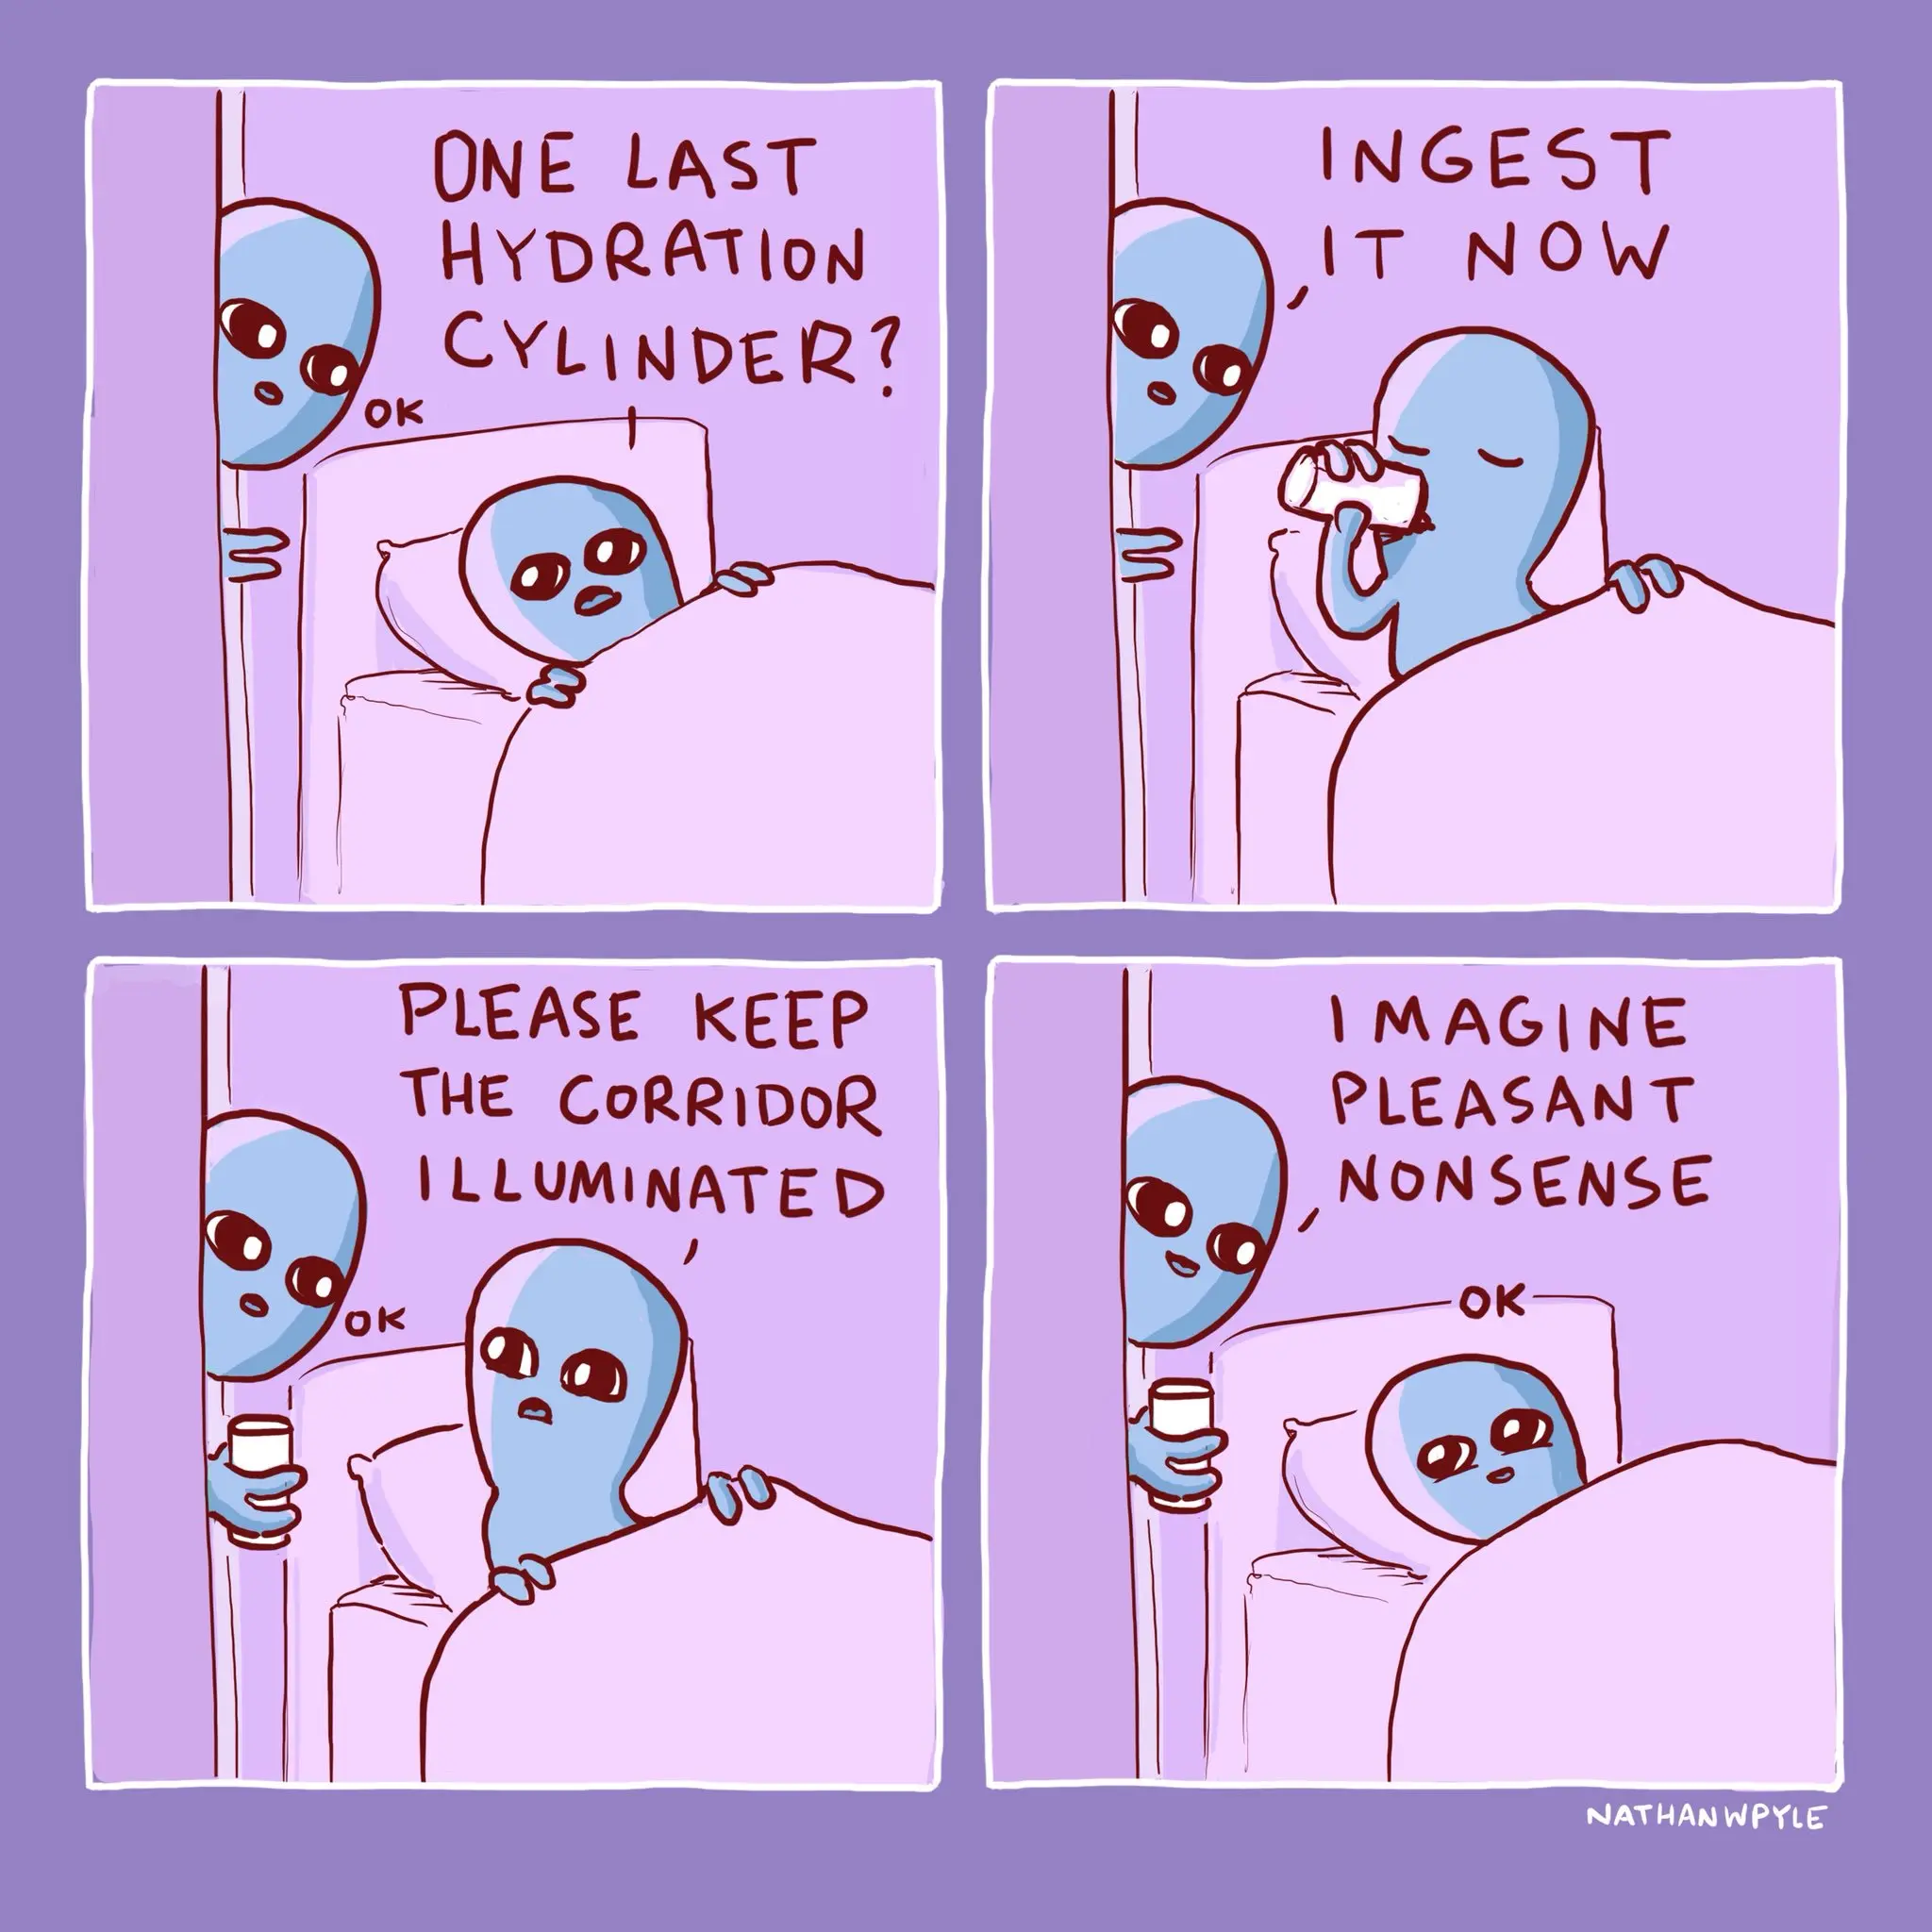 ONE LAST
HYDRATION
CYLINDER?
OK
INGEST
IT NOW
PLEASE KEEP
THE CORRIDOR
ILLUMINATED
OK
IMAGINE
PLEASANT
NONSENSE
OK
NATHANWPYLE